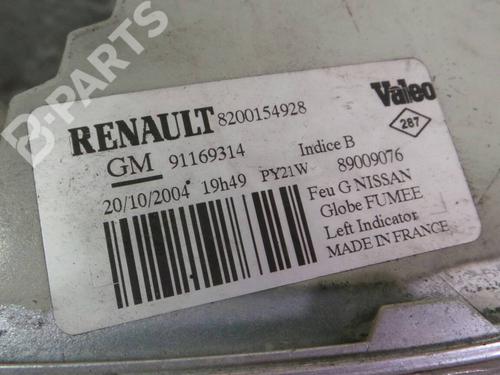 B-PARTS
RENAULT 8200154928
Valeo
GM 91169314 Indice B
287
20/10/2004 19h49 PY21W 89009076
Feu G NISSAN
Globe FUMEE
Left Indicator
MADE IN FRANCE